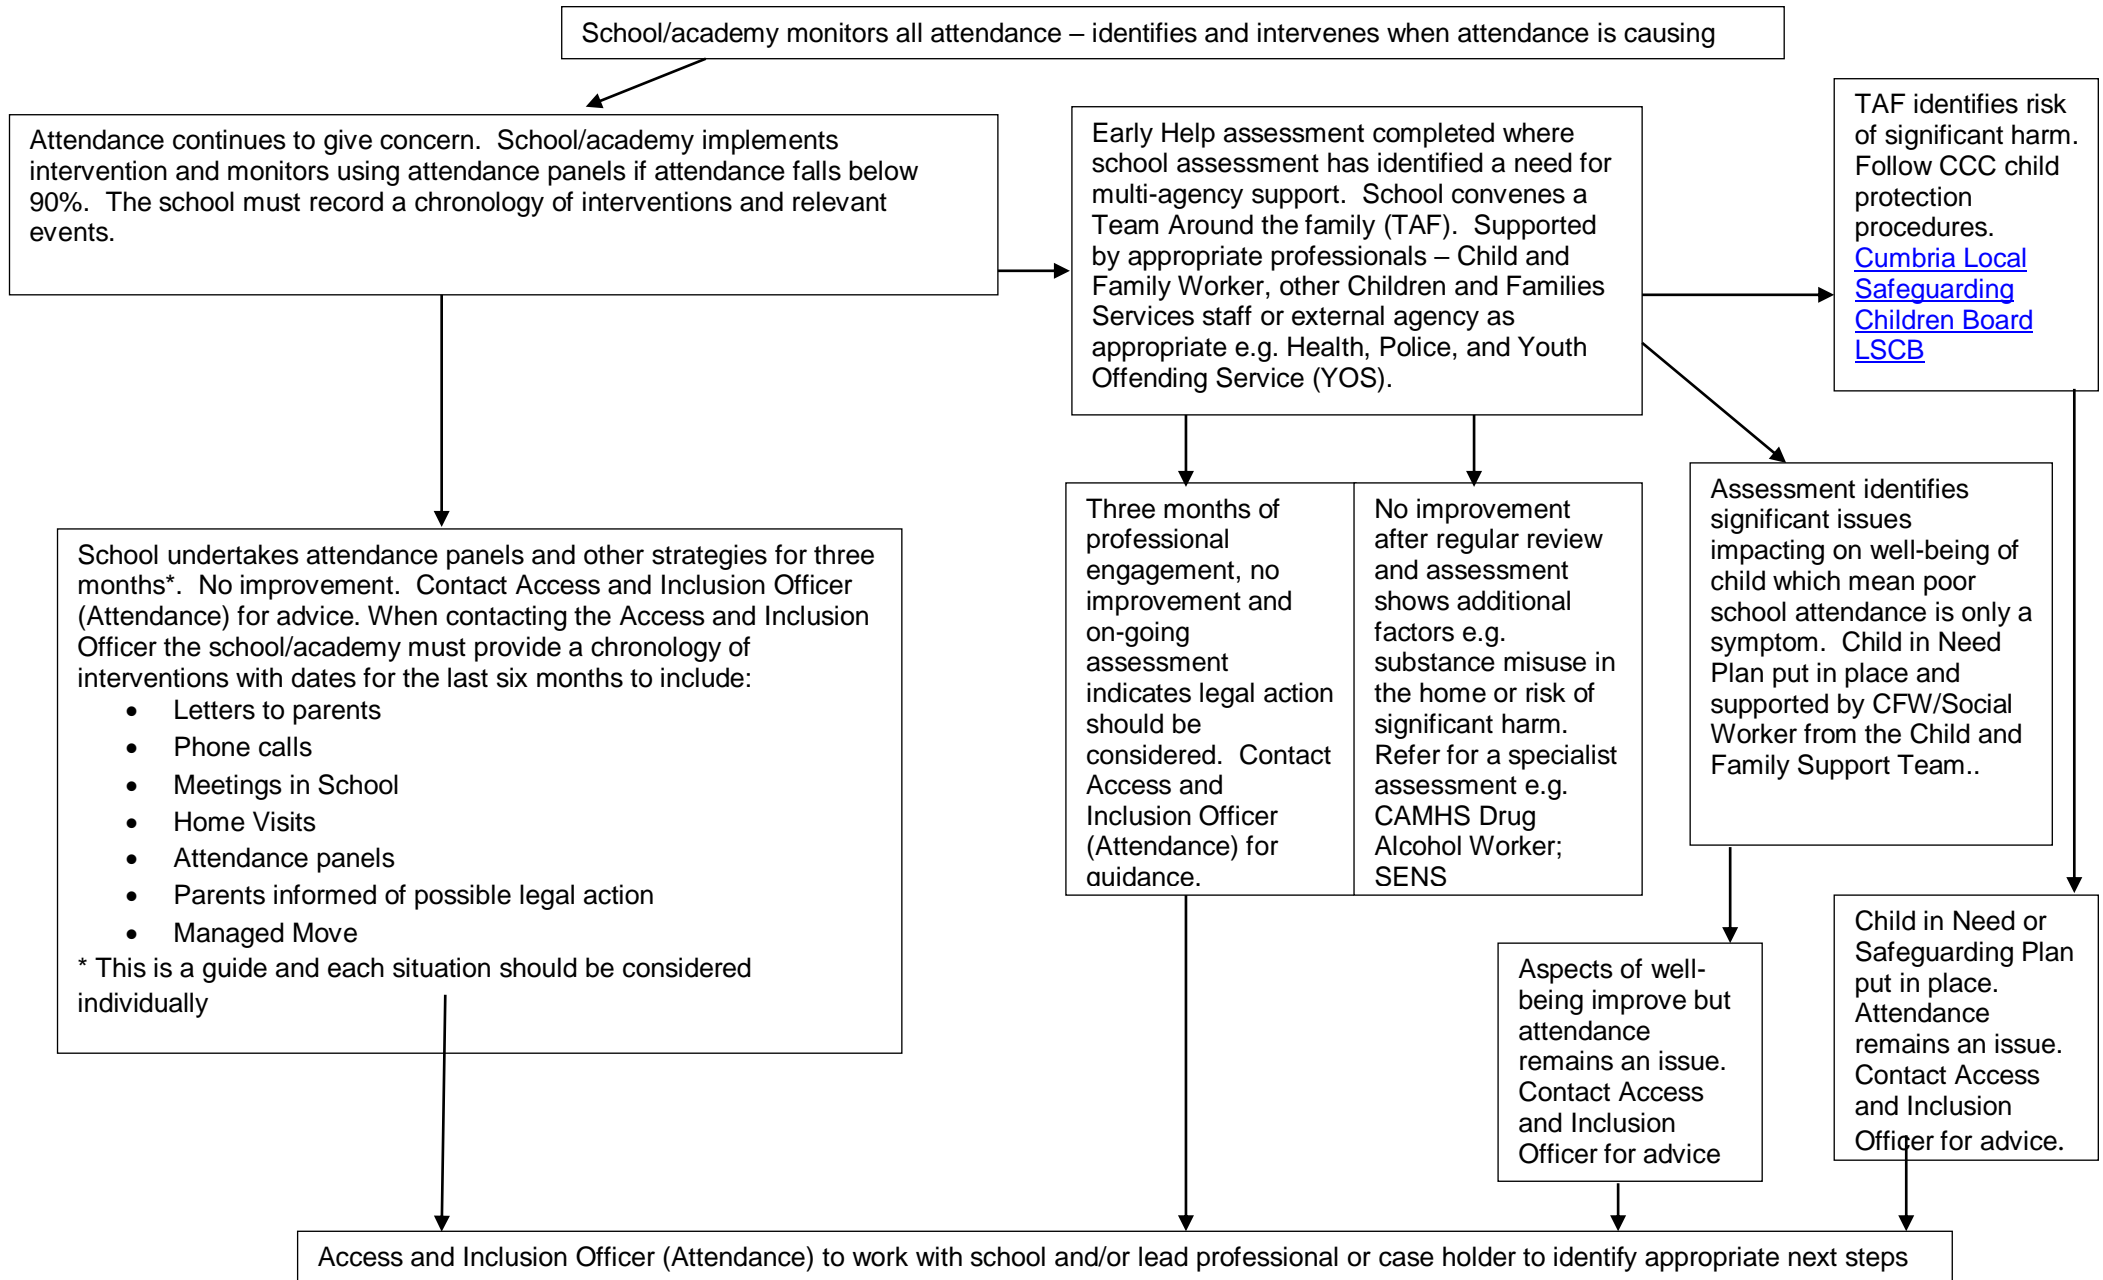 School/academy monitors all attendance – identifies and intervenes when attendance is causing
Attendance continues to give concern.  School/academy implements
intervention and monitors using attendance panels if attendance falls below
90%.  The school must record a chronology of interventions and relevant
events.
Early Help assessment completed where
school assessment has identified a need for
multi-agency support.  School convenes a
Team Around the family (TAF).  Supported
by appropriate professionals – Child and
Family Worker, other Children and Families
Services staff or external agency as
appropriate e.g. Health, Police, and Youth
Offending Service (YOS).
TAF identifies risk
of significant harm.
Follow CCC child
protection
procedures.
Cumbria Local
Safeguarding
Children Board
LSCB
School undertakes attendance panels and other strategies for three
months*.  No improvement.  Contact Access and Inclusion Officer
(Attendance) for advice. When contacting the Access and Inclusion
Officer the school/academy must provide a chronology of
interventions with dates for the last six months to include:
• Letters to parents
• Phone calls
• Meetings in School
• Home Visits
• Attendance panels
• Parents informed of possible legal action
• Managed Move
* This is a guide and each situation should be considered
individually
Three months of
professional
engagement, no
improvement and
on-going
assessment
indicates legal action
should be
considered.  Contact
Access and
Inclusion Officer
(Attendance) for
guidance.
No improvement
after regular review
and assessment
shows additional
factors e.g.
substance misuse in
the home or risk of
significant harm.
Refer for a specialist
assessment e.g.
CAMHS Drug
Alcohol Worker;
SENS
Assessment identifies
significant issues
impacting on well-being of
child which mean poor
school attendance is only a
symptom.  Child in Need
Plan put in place and
supported by CFW/Social
Worker from the Child and
Family Support Team..
Aspects of well-
being improve but
attendance
remains an issue.
Contact Access
and Inclusion
Officer for advice
Child in Need or
Safeguarding Plan
put in place.
Attendance
remains an issue.
Contact Access
and Inclusion
Officer for advice.
Access and Inclusion Officer (Attendance) to work with school and/or lead professional or case holder to identify appropriate next steps